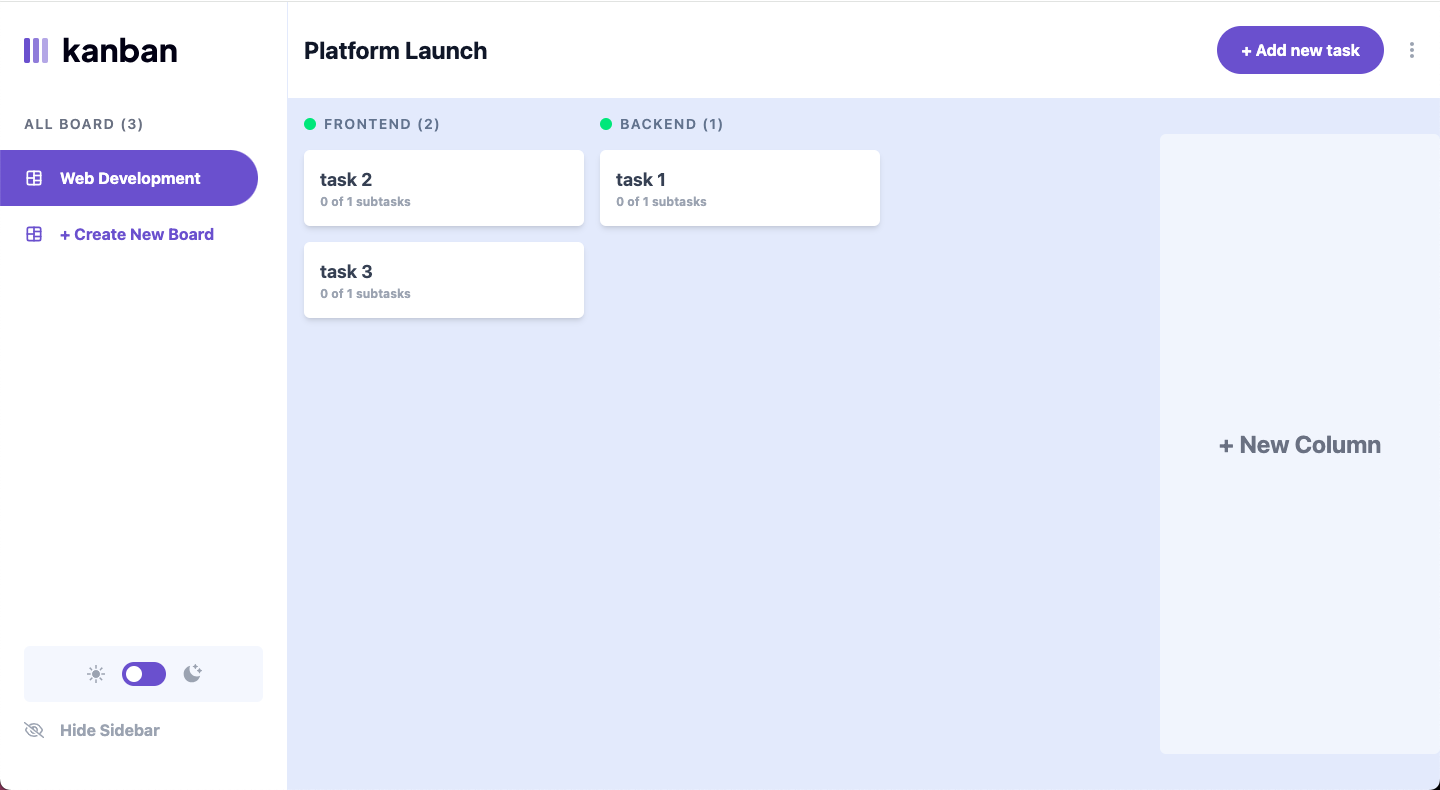 kanban
Platform Launch
+ Add new task
ALL BOARD (3)
Web Development
+ Create New Board
FRONTEND (2)
task 2
0 of 1 subtasks
task 3
0 of 1 subtasks
BACKEND (1)
task 1
0 of 1 subtasks
+ New Column
Hide Sidebar